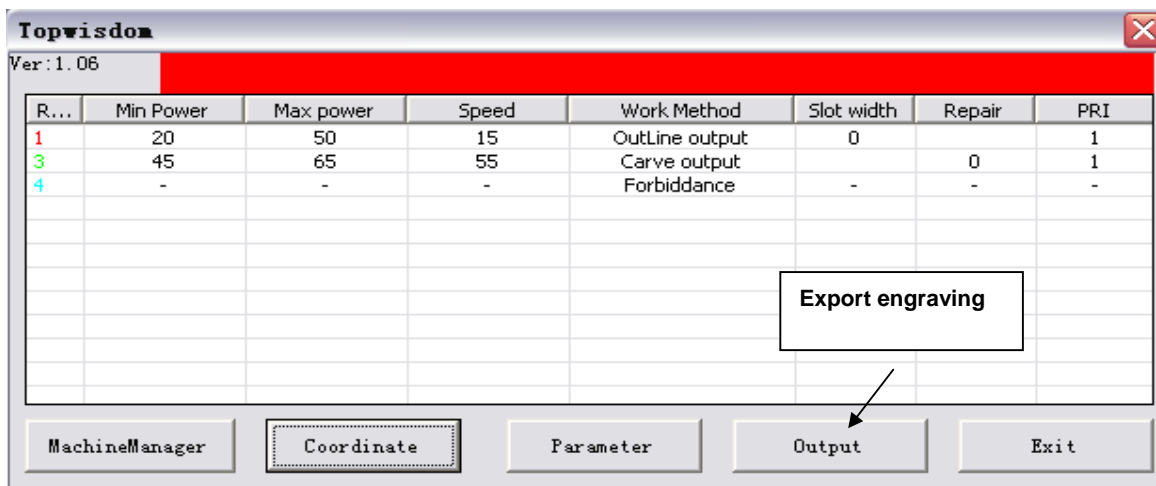 Topwisdom
Ver:1.06
R... Min Power Max power Speed Work Method Slot width Repair PRI
1 20 50 15 OutLine output 0 1
3 45 65 55 Carve output 0 1
4 - - - Forbiddance - - -
Export engraving
MachineManager Coordinate Parameter Output Exit